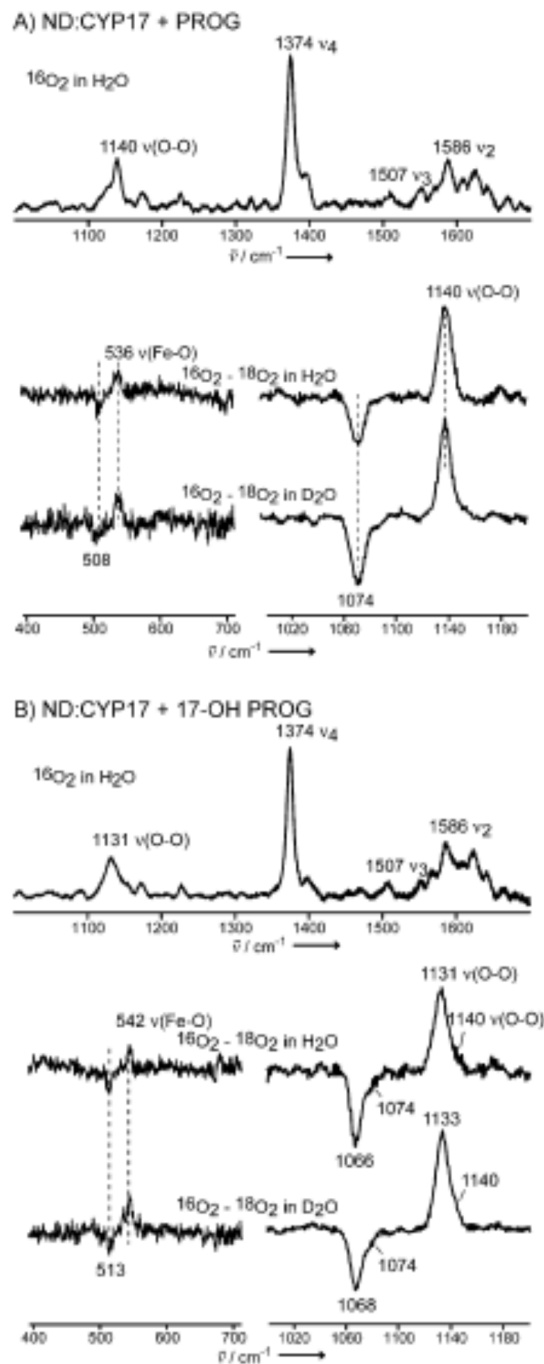 A) ND:CYP17 + PROG
1374 ν4
16O2 in H2O
1140 ν(O-O)
1586 ν2
1507 ν3
1100 1200 1300 1400 1500 1600
ν̃ / cm-1
1140 ν(O-O)
536 ν(Fe-O)
16O2 - 18O2 in H2O
16O2 - 18O2 in D2O
508
1074
400 500 600 700 1020 1060 1100 1140 1180
ν̃ / cm-1
B) ND:CYP17 + 17-OH PROG
1374 ν4
16O2 in H2O
1131 ν(O-O)
1586 ν2
1507 ν3
1100 1200 1300 1400 1500 1600
ν̃ / cm-1
1131 ν(O-O)
542 ν(Fe-O)
1140 ν(O-O)
16O2 - 18O2 in H2O
1074
1066
1133
1140
16O2 - 18O2 in D2O
1074
513
1068
400 500 600 700 1020 1060 1100 1140 1180
ν̃ / cm-1